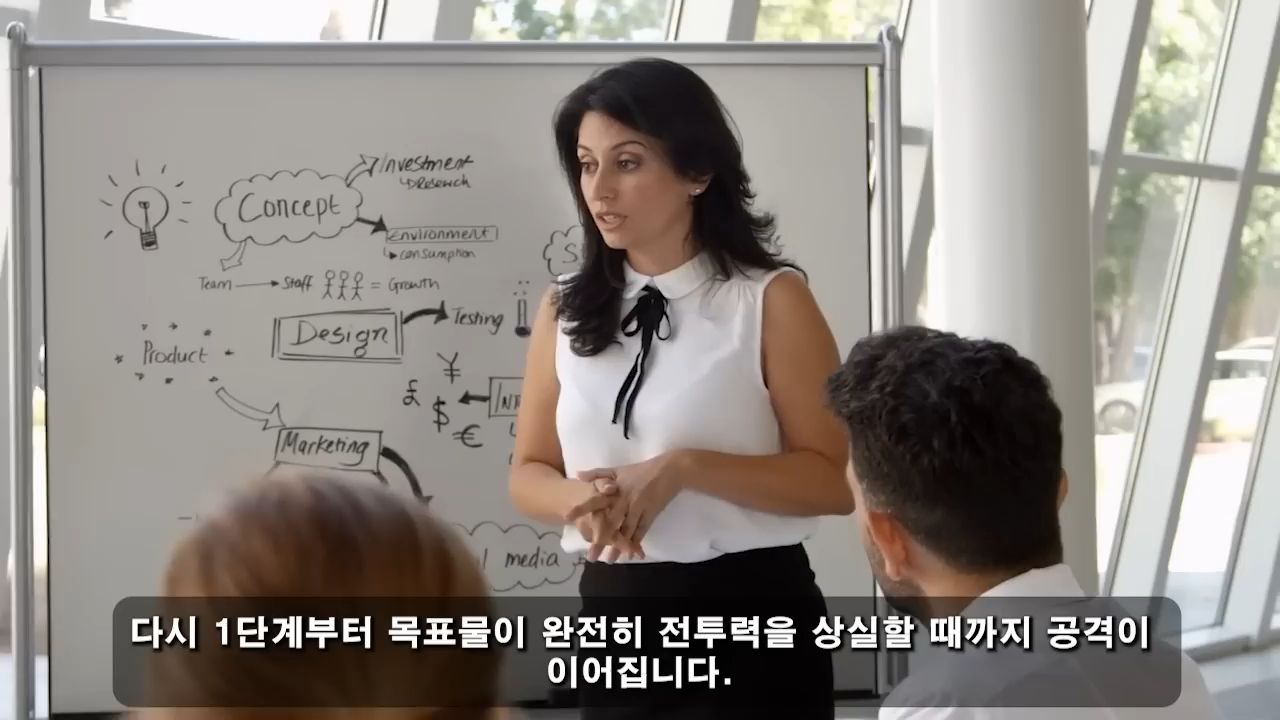 Investment
Research
Concept
Environment
consumption
Team
Staff
= Growth
Design
Testing
Product
¥
£
$
€
Marketing
media
다시 1단계부터 목표물이 완전히 전투력을 상실할 때까지 공격이
이어집니다.